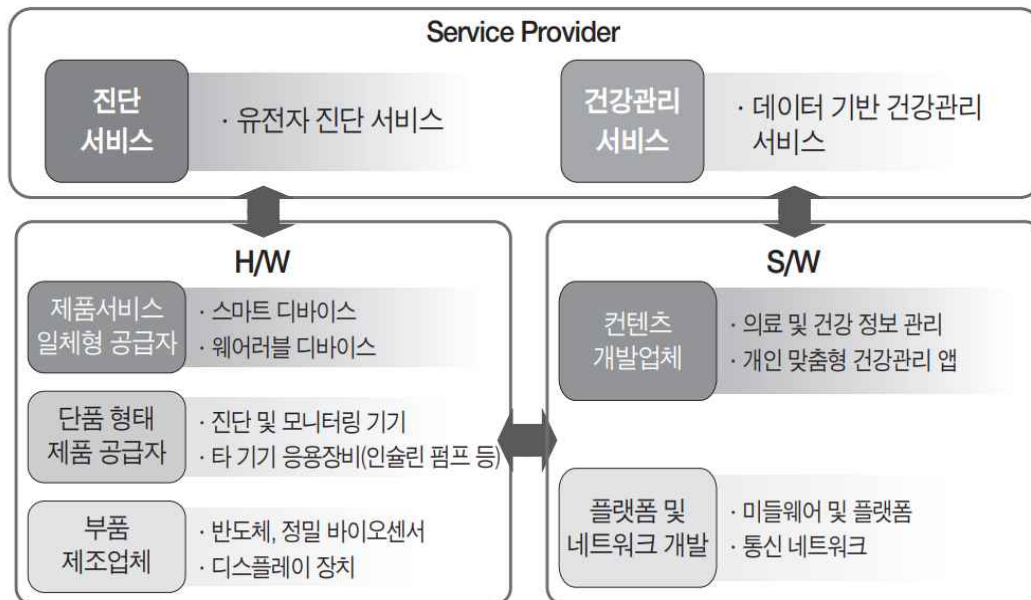 Service Provider
진단
서비스
· 유전자 진단 서비스
건강관리
서비스
· 데이터 기반 건강관리
서비스
H/W
제품서비스
일체형 공급자
· 스마트 디바이스
· 웨어러블 디바이스
단품 형태
제품 공급자
· 진단 및 모니터링 기기
· 타 기기 응용장비(인슐린 펌프 등)
부품
제조업체
· 반도체, 정밀 바이오센서
· 디스플레이 장치
S/W
컨텐츠
개발업체
· 의료 및 건강 정보 관리
· 개인 맞춤형 건강관리 앱
플랫폼 및
네트워크 개발
· 미들웨어 및 플랫폼
· 통신 네트워크